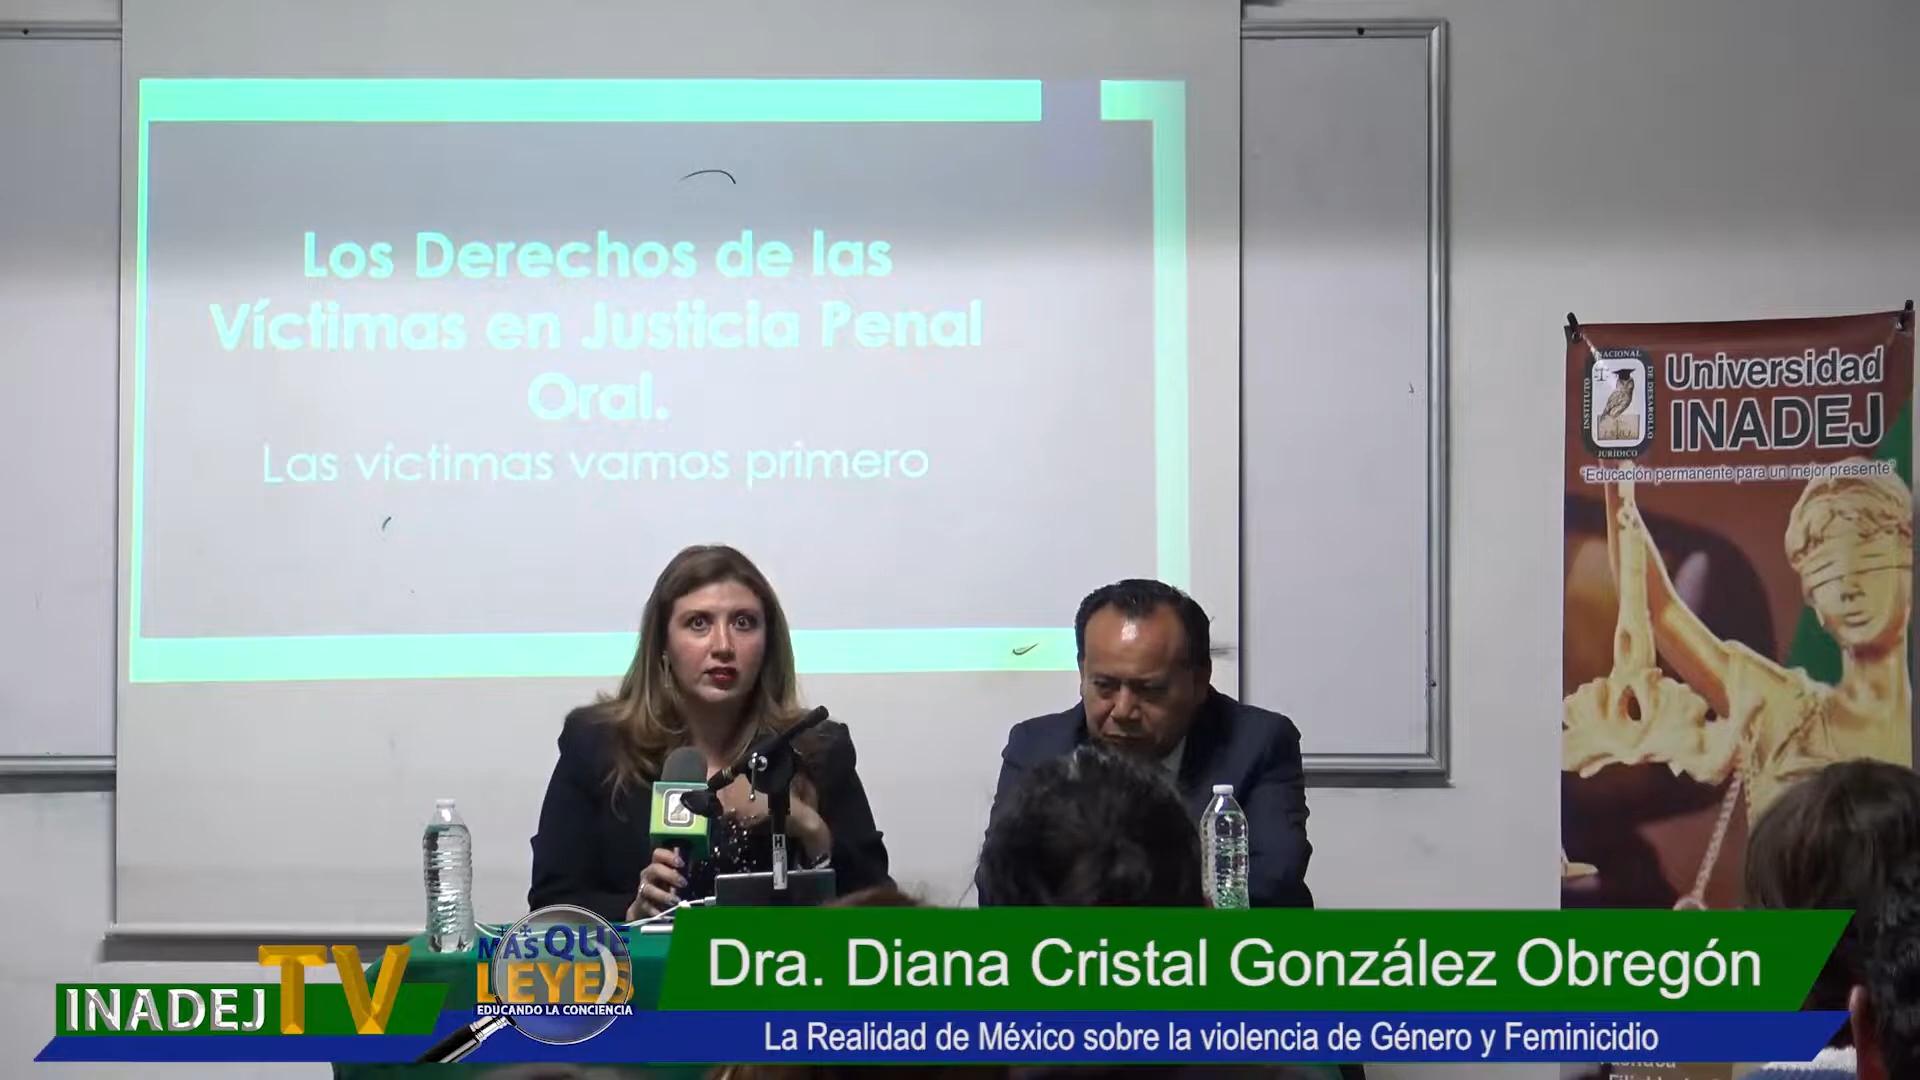 Los Derechos de las
Víctimas en Justicia Penal
Oral.
Las víctimas vamos primero
INSTITUTO
NACIONAL
DE DESARROLLO
JURÍDICO
Universidad
INADEJ
"Educación permanente para un mejor presente"
H
INADEJ TV
MÁS QUE
LEYES
EDUCANDO LA CONCIENCIA
Dra. Diana Cristal González Obregón
La Realidad de México sobre la violencia de Género y Feminicidio